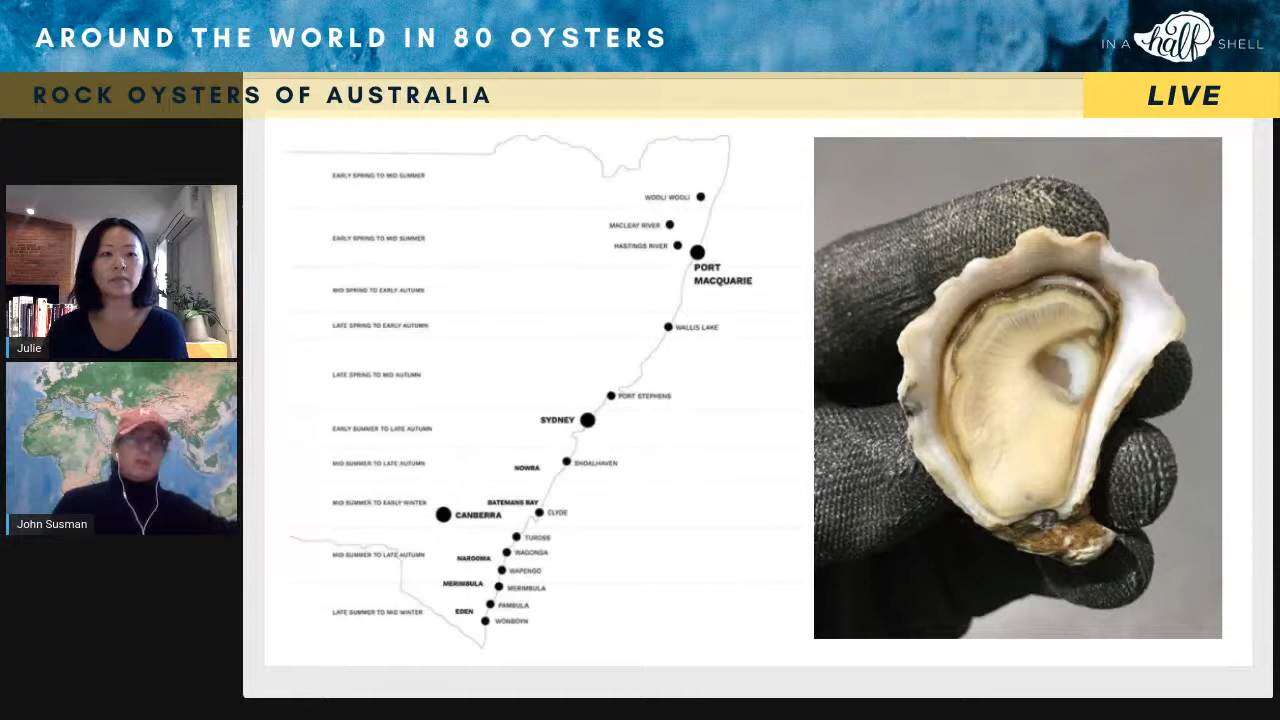 AROUND THE WORLD IN 80 OYSTERS
IN A half SHELL
ROCK OYSTERS OF AUSTRALIA
LIVE
Julie
John Susman
EARLY SPRING TO MID SUMMER
WOOLI WOOLI
MACLEAY RIVER
EARLY SPRING TO MID SUMMER
HASTINGS RIVER
PORT
MACQUARIE
MID SPRING TO EARLY AUTUMN
LATE SPRING TO EARLY AUTUMN
WALLIS LAKE
LATE SPRING TO MID AUTUMN
PORT STEPHENS
SYDNEY
EARLY SUMMER TO LATE AUTUMN
MID SUMMER TO LATE AUTUMN
NOWRA
SHOALHAVEN
MID SUMMER TO EARLY WINTER
BATEMANS BAY
CLYDE
CANBERRA
TUROSS
MID SUMMER TO LATE AUTUMN
NAROOMA
WAGONGA
WAPENGO
MERIMBULA
MERIMBULA
PAMBULA
LATE SUMMER TO MID WINTER
EDEN
WONBOYN